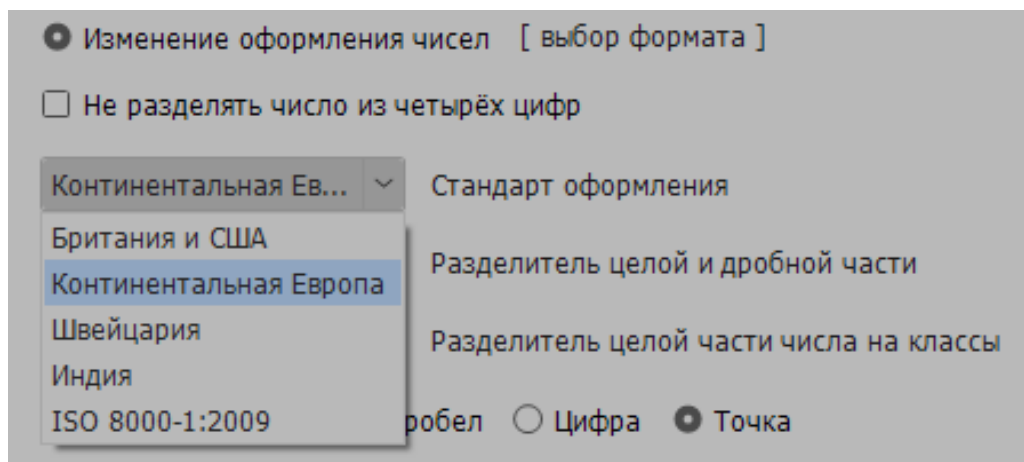 Изменение оформления чисел [ выбор формата ]
Не разделять число из четырёх цифр
Континентальная Ев... Стандарт оформления
Британия и США
Континентальная Европа Разделитель целой и дробной части
Швейцария
Разделитель целой части числа на классы
Индия
ISO 8000-1:2009 робел Цифра Точка